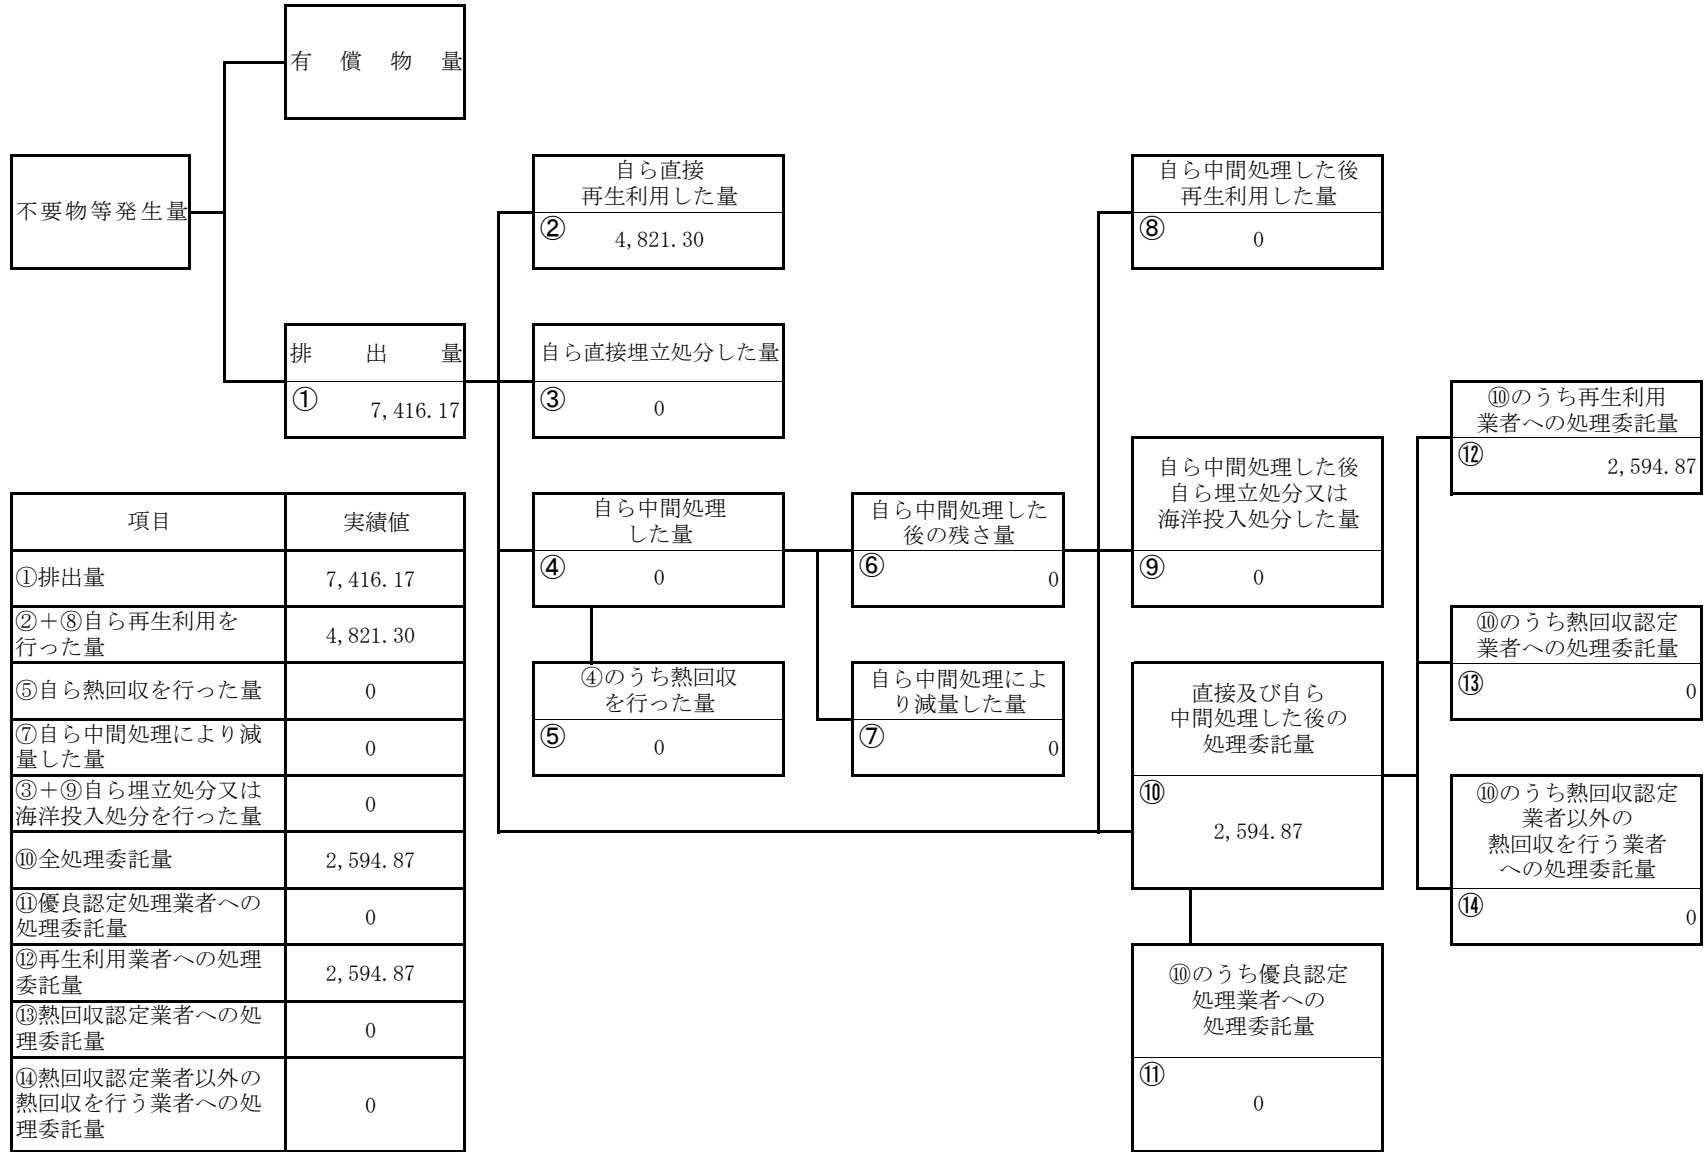 有償物量
不要物等発生量
排出量
①
7,416.17
自ら直接
再生利用した量
②
4,821.30
自ら直接埋立処分した量
③
0
自ら中間処理
した量
④
0
④のうち熱回収
を行った量
⑤
0
自ら中間処理した
後の残さ量
⑥
0
自ら中間処理によ
り減量した量
⑦
0
自ら中間処理した後
再生利用した量
⑧
0
自ら中間処理した後
自ら埋立処分又は
海洋投入処分した量
⑨
0
直接及び自ら
中間処理した後の
処理委託量
⑩
2,594.87
⑩のうち優良認定
処理業者への
処理委託量
⑪
0
⑩のうち再生利用
業者への処理委託量
⑫
2,594.87
⑩のうち熱回収認定
業者への処理委託量
⑬
0
⑩のうち熱回収認定
業者以外の
熱回収を行う業者
への処理委託量
⑭
0
項目 実績値
①排出量 7,416.17
②＋⑧自ら再生利用を
行った量 4,821.30
⑤自ら熱回収を行った量 0
⑦自ら中間処理により減
量した量 0
③＋⑨自ら埋立処分又は
海洋投入処分を行った量 0
⑩全処理委託量 2,594.87
⑪優良認定処理業者への
処理委託量 0
⑫再生利用業者への処理
委託量 2,594.87
⑬熱回収認定業者への処
理委託量 0
⑭熱回収認定業者以外の
熱回収を行う業者への処
理委託量 0